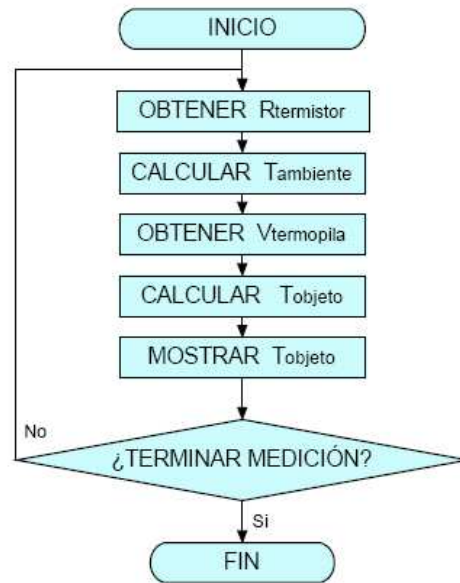 INICIO
OBTENER Rtermistor
CALCULAR Tambiente
OBTENER Vtermopila
CALCULAR Tobjeto
MOSTRAR Tobjeto
No
¿TERMINAR MEDICIÓN?
Si
FIN